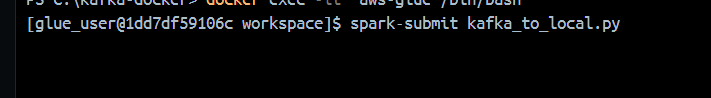 PS C:\kafka-docker> docker exec -it aws-glue /bin/bash
[glue_user@1dd7df59106c workspace]$ spark-submit kafka_to_local.py